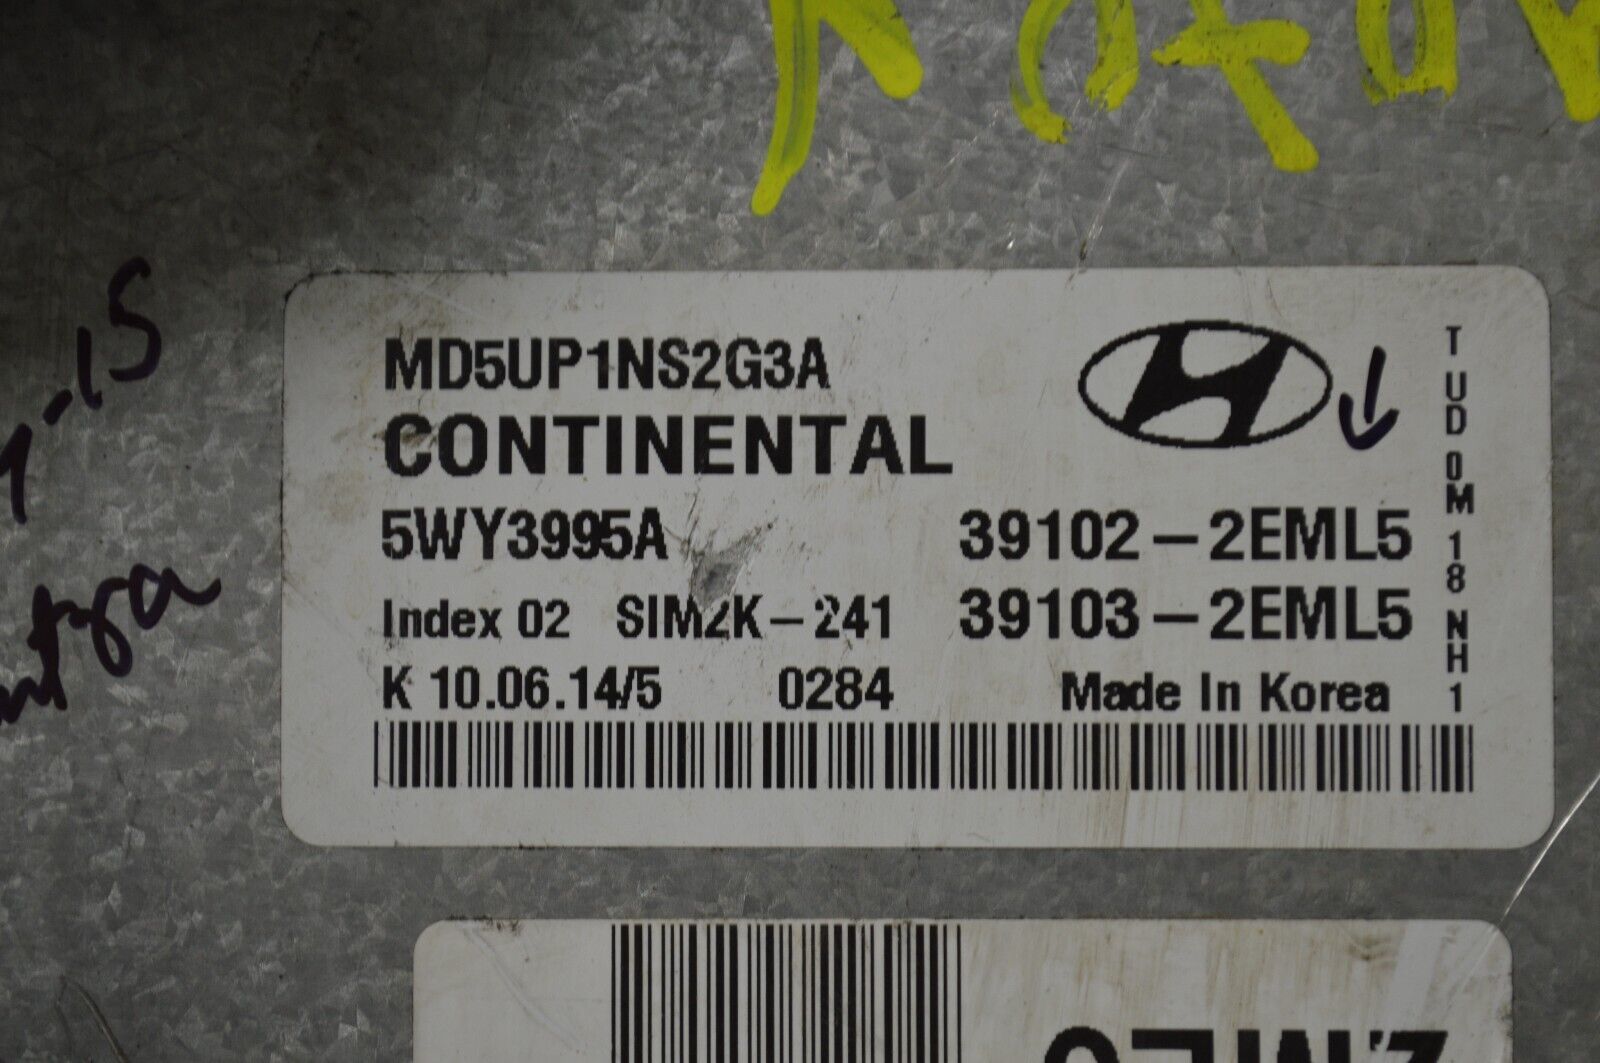 MD5UP1NS2G3A
CONTINENTAL
5WY3995A 39102-2EML5
Index 02 SIM2K-241 39103-2EML5
K 10.06.14/5 0284 Made In Korea
TUD 0M 18 NH1
-15